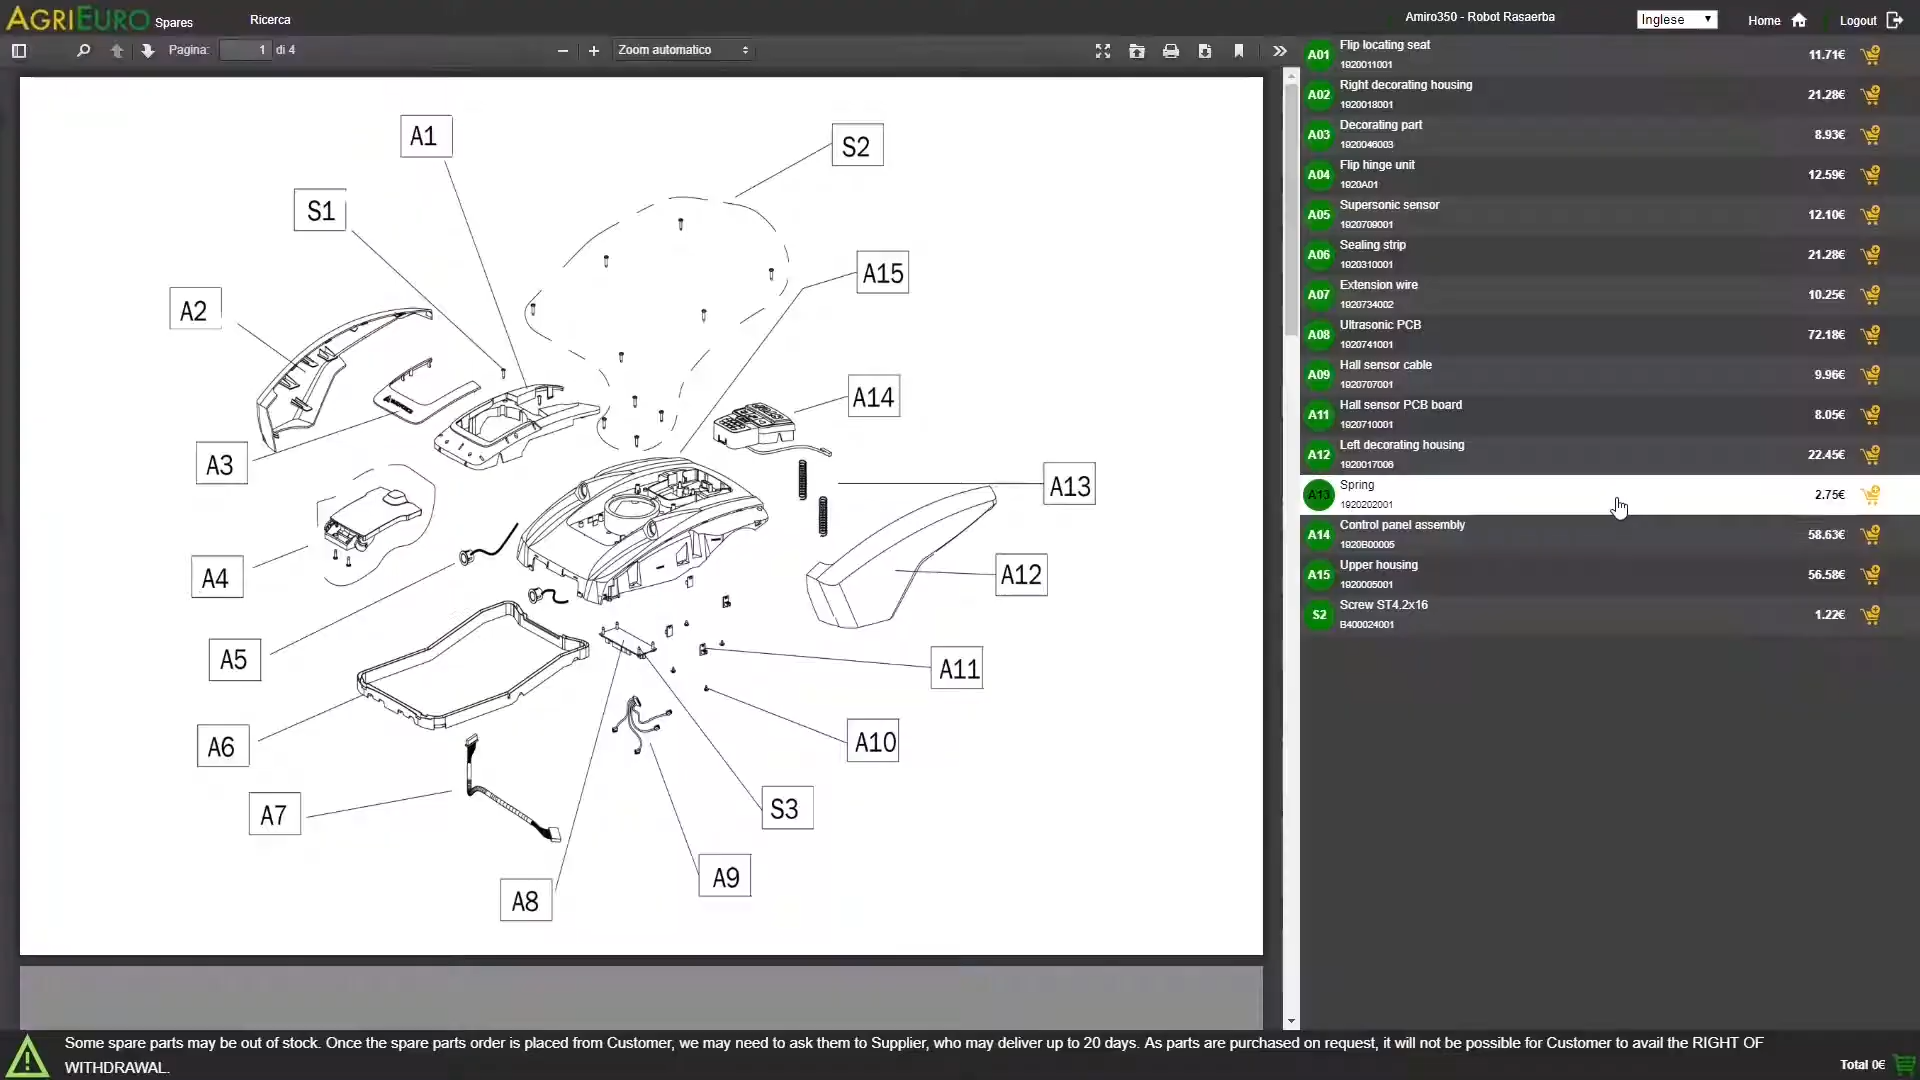 AGRIEURO Spares
Ricerca
Amiro350 - Robot Rasaerba
Inglese
Home
Logout
Pagina: 1 di 4
Zoom automatico
A1
S2
S1
A15
A2
A14
A3
A13
A4
A12
A5
A11
A6
A10
A7
S3
A9
A8
A01 Flip locating seat 11.71€
1920011001
A02 Right decorating housing 21.28€
1920018001
A03 Decorating part 8.93€
1920046003
A04 Flip hinge unit 12.59€
1920A01
A05 Supersonic sensor 12.10€
1920709001
A06 Sealing strip 21.28€
1920310001
A07 Extension wire 10.25€
1920734002
A08 Ultrasonic PCB 72.18€
1920741001
A09 Hall sensor cable 9.96€
1920707001
A11 Hall sensor PCB board 8.05€
1920710001
A12 Left decorating housing 22.45€
1920017006
A13 Spring 2.75€
1920202001
A14 Control panel assembly 58.63€
1920B00005
A15 Upper housing 56.58€
1920005001
S2 Screw ST4.2x16 1.22€
B400024001
Some spare parts may be out of stock. Once the spare parts order is placed from Customer, we may need to ask them to Supplier, who may deliver up to 20 days. As parts are purchased on request, it will not be possible for Customer to avail the RIGHT OF
WITHDRAWAL.
Total 0€